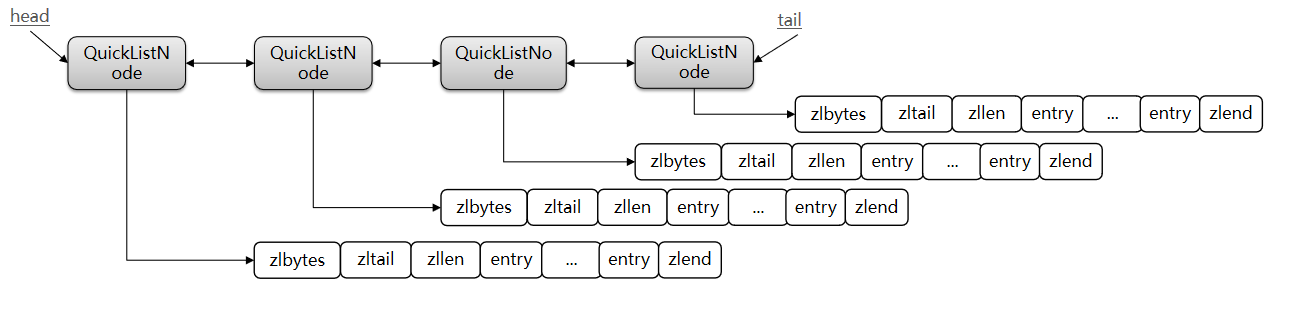 head
tail
QuickListN
ode
QuickListN
ode
QuickListNo
de
QuickListN
ode
zlbytes zltail zllen entry ... entry zlend
zlbytes zltail zllen entry ... entry zlend
zlbytes zltail zllen entry ... entry zlend
zlbytes zltail zllen entry ... entry zlend